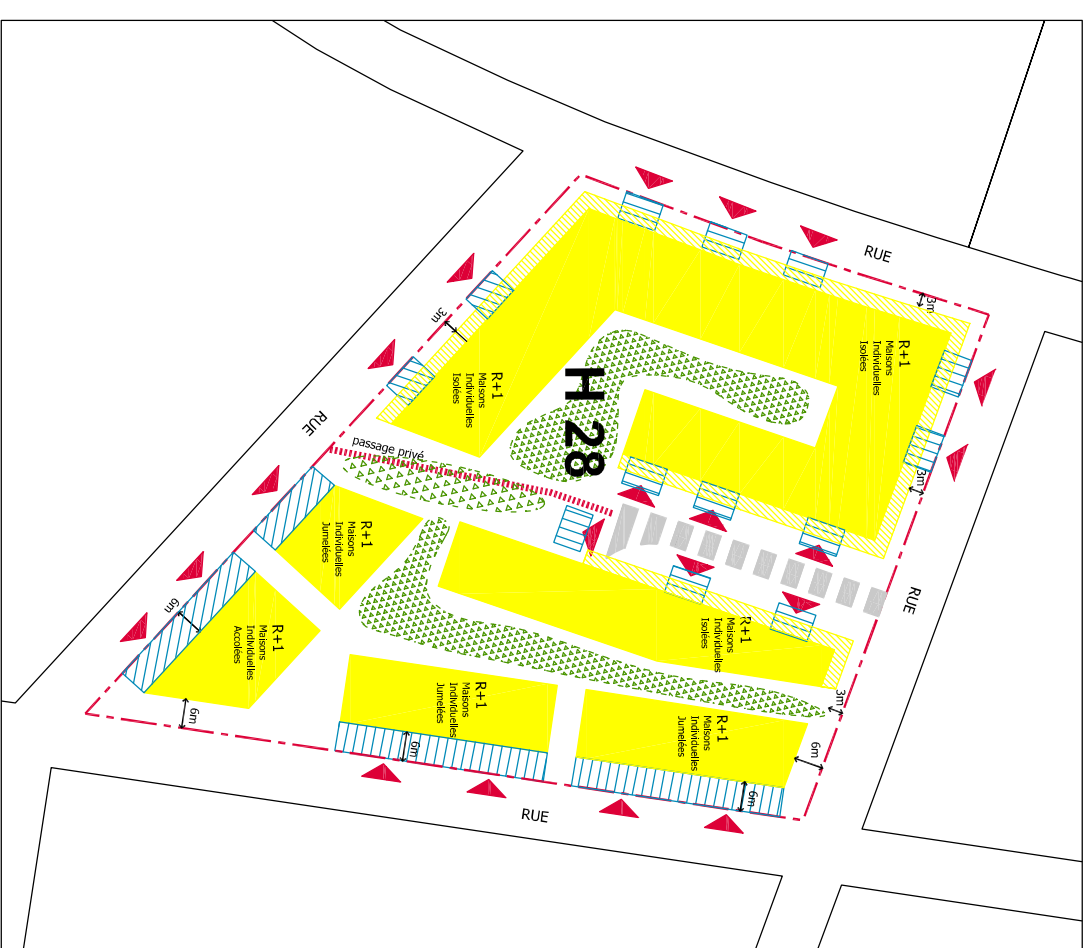 RUE
3m
R+1
Maisons
Individuelles
Isolées
3m
R+1
Maisons
Individuelles
Isolées
H 28
RUE
passage privé
3m
RUE
R+1
Maisons
Individuelles
Jumelées
R+1
Maisons
Individuelles
Isolées
6m
R+1
Maisons
Individuelles
Accolées
6m
R+1
Maisons
Individuelles
Jumelées
6m
R+1
Maisons
Individuelles
Jumelées
3m
6m
6m
RUE